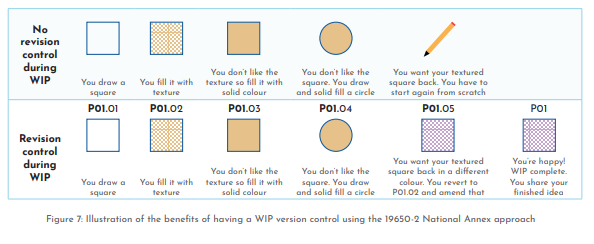 No
revision
control
during
WIP
You draw a
square
You fill it with
texture
You don't like the
texture so fill it with
solid colour
You don't like the
square. You draw
and solid fill a circle
You want your textured
square back. You have to
start again from scratch
P01.01
P01.02
P01.03
P01.04
P01.05
P01
Revision
control
during
WIP
You draw a
square
You fill it with
texture
You don't like the
texture so fill it with
solid colour
You don't like the
square. You draw
and solid fill a circle
You want your textured
square back in a different
colour. You revert to
P01.02 and amend that
You're happy!
WIP complete.
You share your
finished idea
Figure 7: Illustration of the benefits of having a WIP version control using the 19650-2 National Annex approach